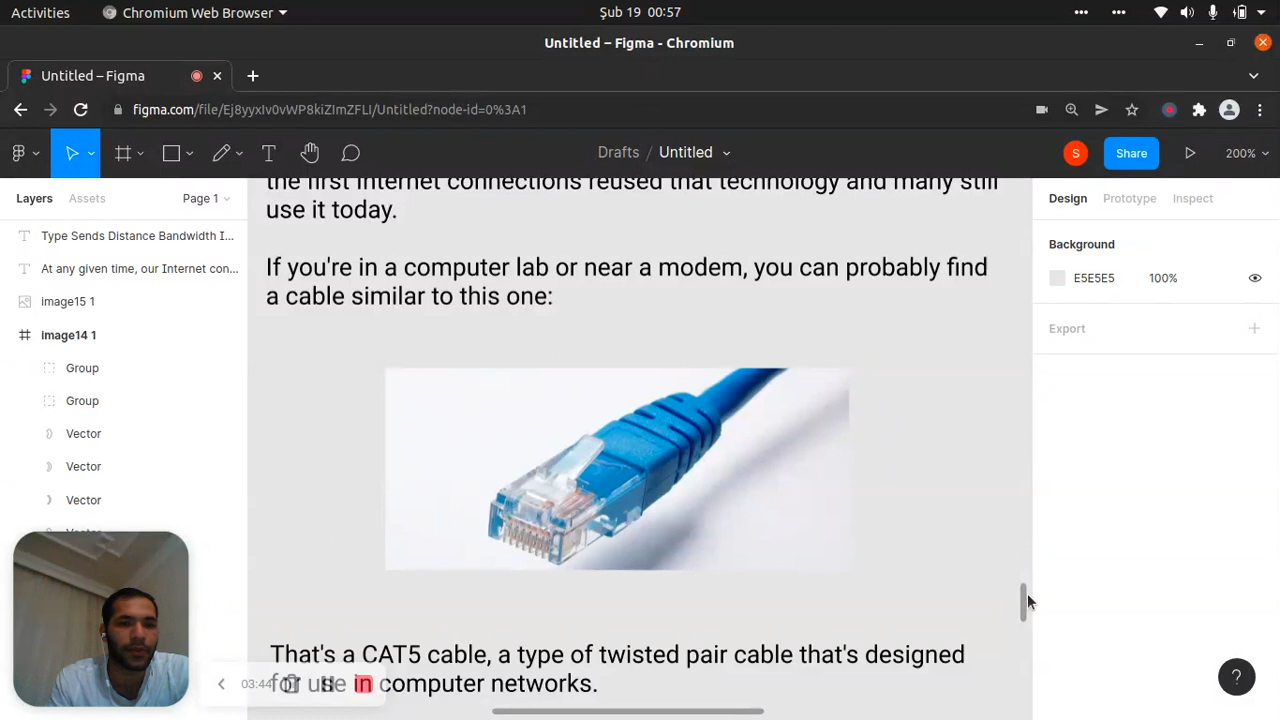 Activities
Chromium Web Browser
Şub 19 00:57
Untitled – Figma - Chromium
Untitled – Figma
figma.com/file/Ej8yyxIv0vWP8kiZImZFLI/Untitled?node-id=0%3A1
Drafts / Untitled
S
Share
200%
Layers
Assets
Page 1
Design
Prototype
Inspect
Type Sends Distance Bandwidth I...
At any given time, our Internet con...
image15 1
image14 1
Group
Group
Vector
Vector
Vector
the first Internet connections reused that technology and many still
use it today.
If you're in a computer lab or near a modem, you can probably find
a cable similar to this one:
That's a CAT5 cable, a type of twisted pair cable that's designed
for use in computer networks.
Background
E5E5E5
100%
Export
03:44
?